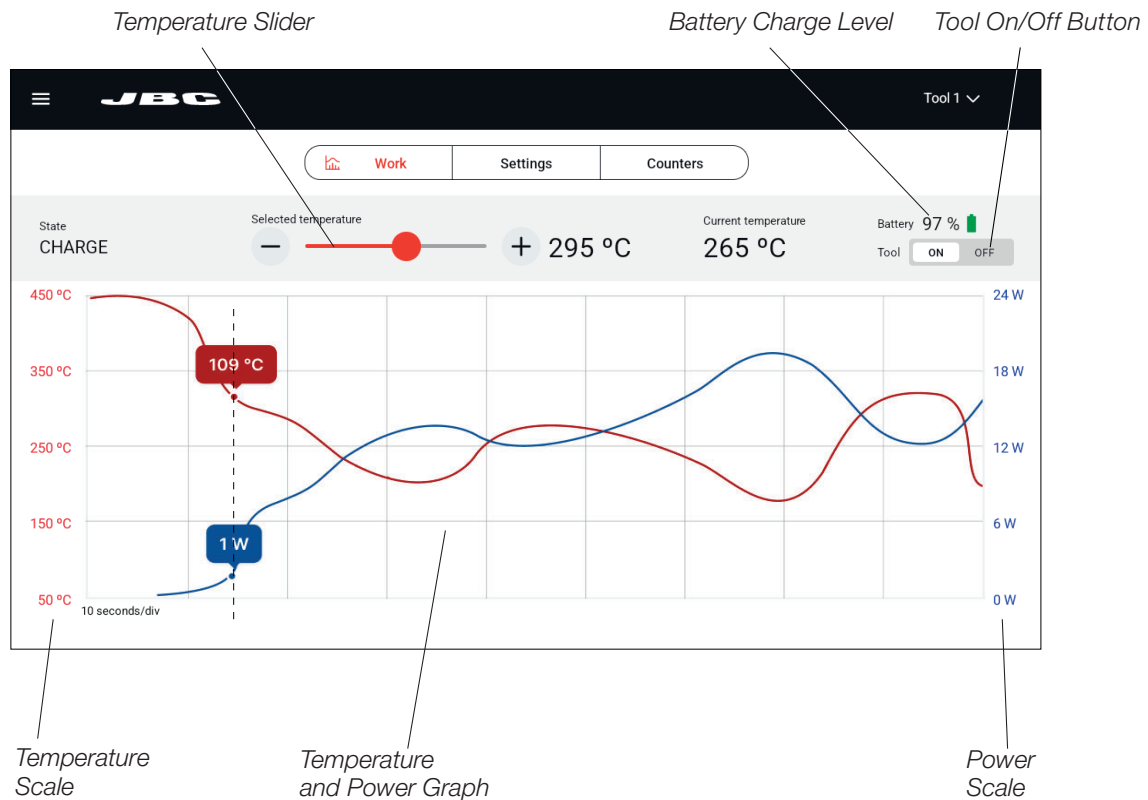 Temperature Slider
Battery Charge Level
Tool On/Off Button
JBC
Tool 1
Work
Settings
Counters
State
CHARGE
Selected temperature
295 ºC
Current temperature
265 ºC
Battery 97 %
Tool ON OFF
450 ºC
24 W
109 ºC
350 ºC
18 W
250 ºC
12 W
150 ºC
6 W
1 W
50 ºC
0 W
10 seconds/div
Temperature
Scale
Temperature
and Power Graph
Power
Scale